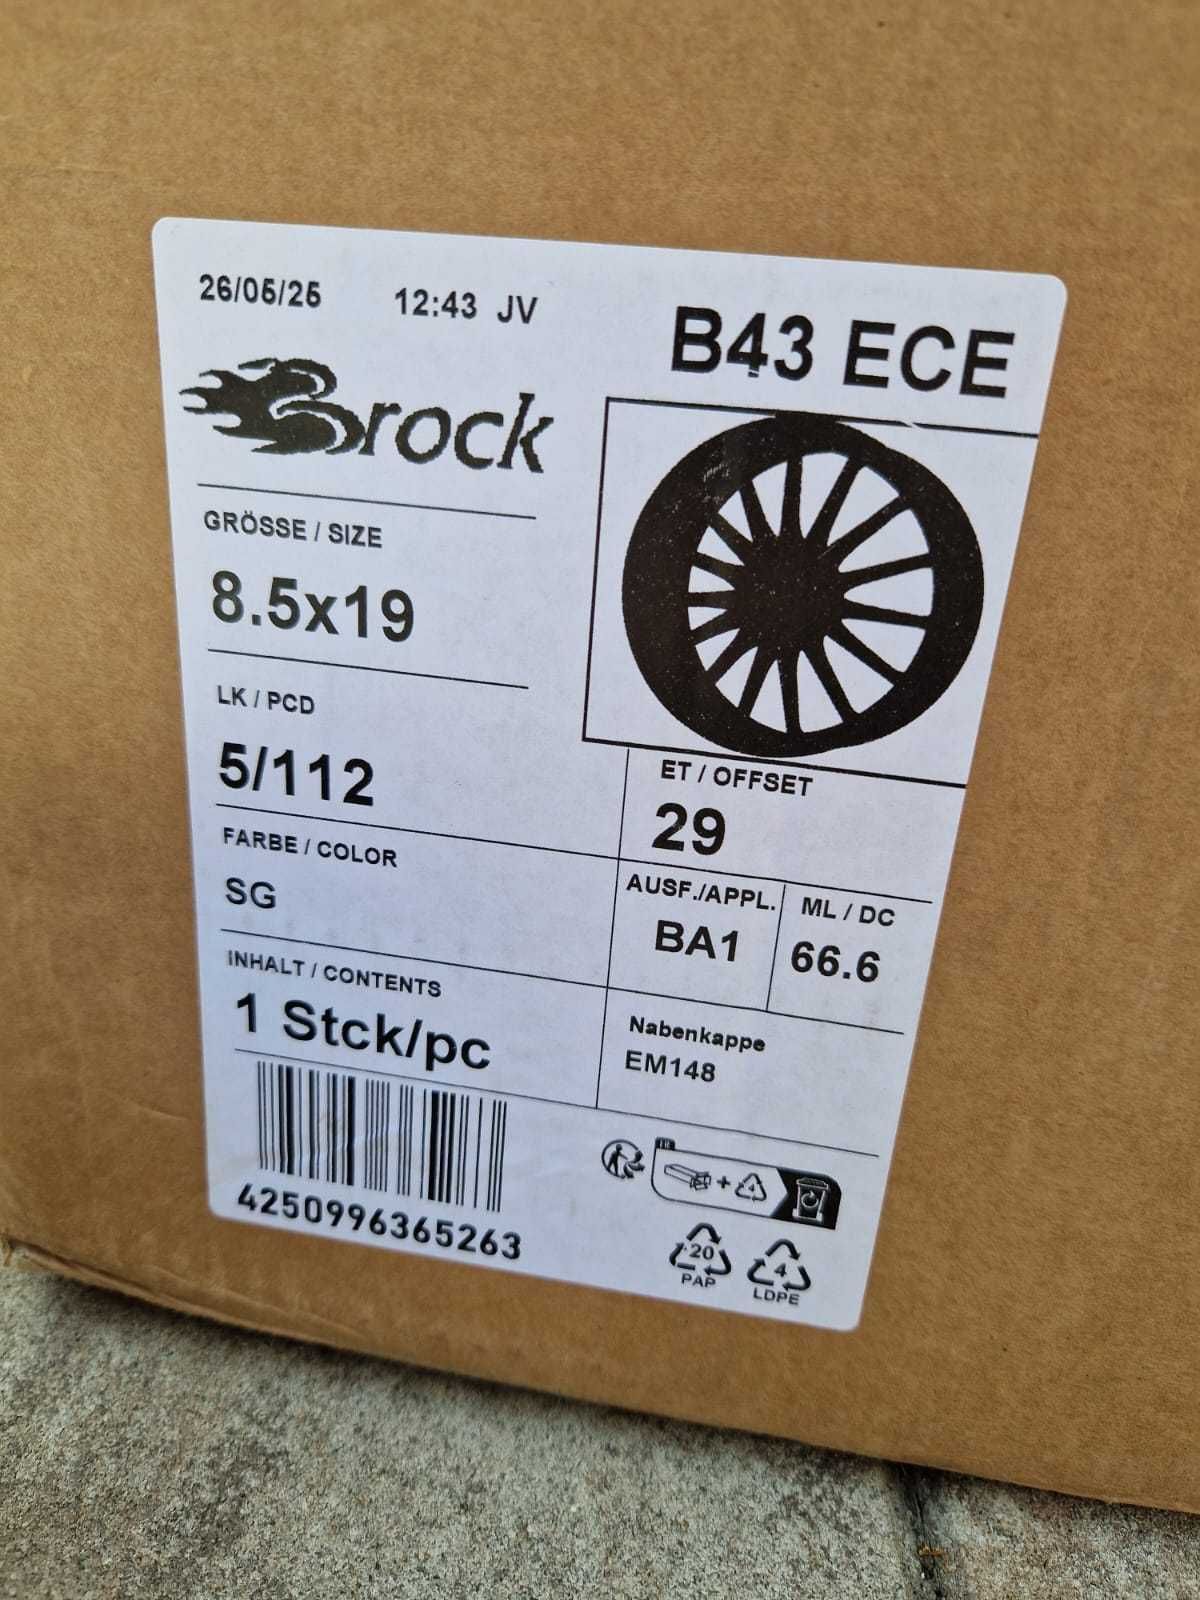 26/05/25 12:43 JV
B43 ECE
Brock
GRÖSSE / SIZE
8.5x19
LK / PCD
5/112
ET / OFFSET
29
FARBE / COLOR
SG
AUSF./APPL.
BA1
ML / DC
66.6
INHALT / CONTENTS
1 Stck/pc
Nabenkappe
EM148
4250996365263
FR
4
20
PAP
4
LDPE